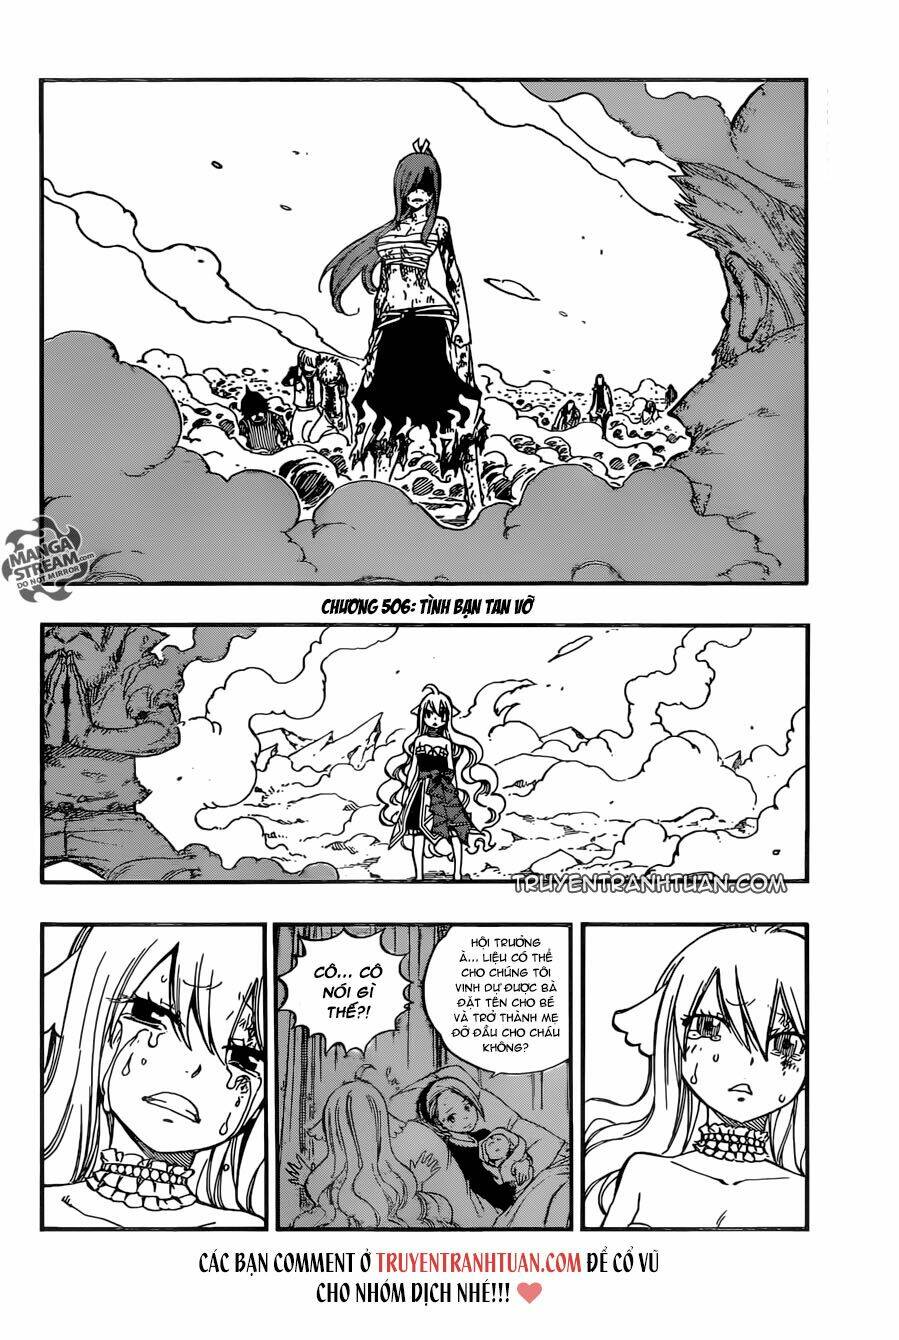 MANGA
STREAM.com
DO NOT MIRROR!
CHƯƠNG 506: TÌNH BẠN TAN VỠ
TRUYENTRANHTUAN.COM
HỘI TRƯỞNG
À... LIỆU CÓ THỂ
CHO CHÚNG TÔI
VINH DỰ ĐƯỢC BÀ
ĐẶT TÊN CHO BÉ
VÀ TRỞ THÀNH MẸ
ĐỠ ĐẦU CHO CHÁU
KHÔNG?
CÔ... CÔ
NÓI GÌ
THẾ?!
CÁC BẠN COMMENT Ở TRUYENTRANHTUAN.COM ĐỂ CỔ VŨ
CHO NHÓM DỊCH NHÉ!!! ❤